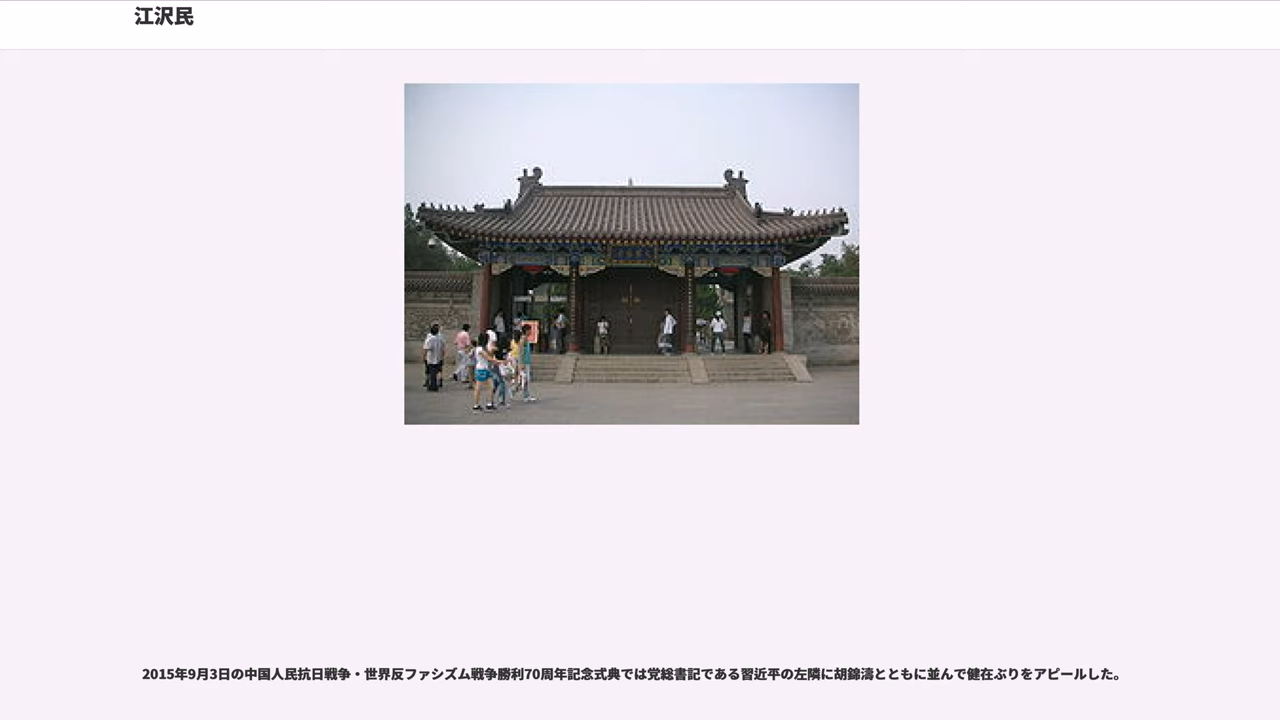 江沢民
2015年9月3日の中国人民抗日戦争・世界反ファシズム戦争勝利70周年記念式典では党総書記である習近平の左隣に胡錦濤とともに並んで健在ぶりをアピールした。